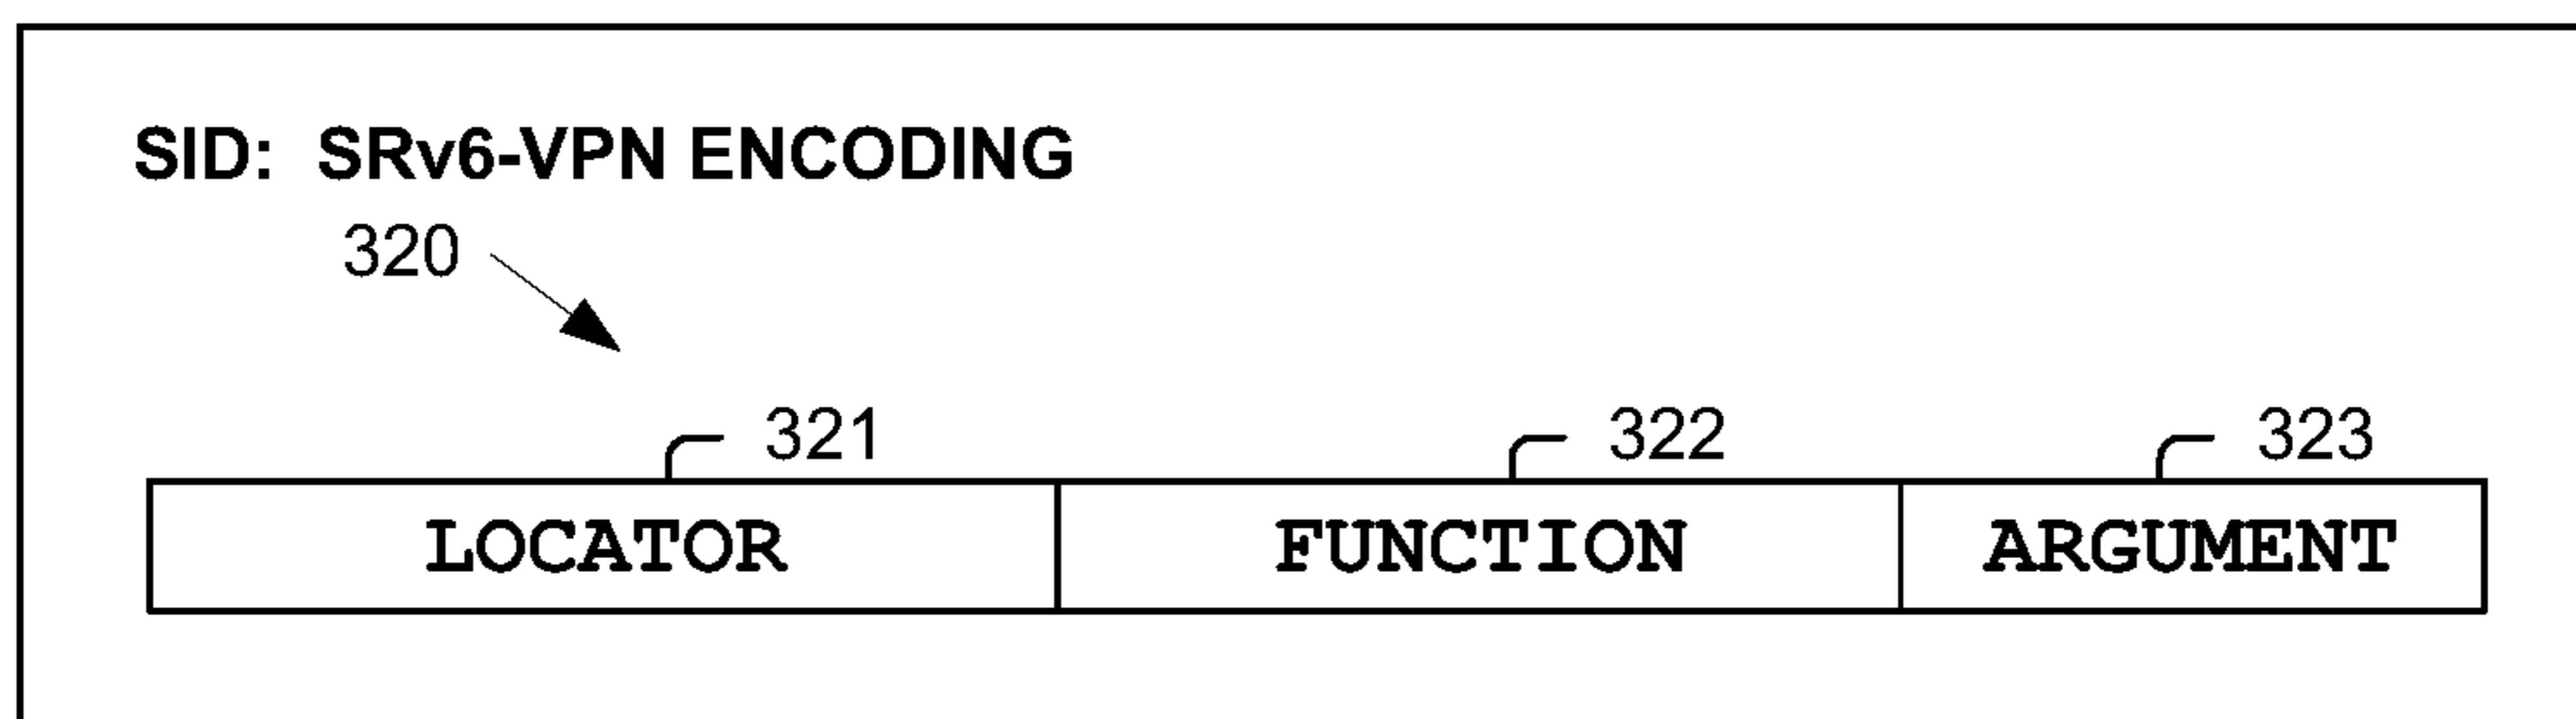 SID: SRv6-VPN ENCODING
320
321 322 323
LOCATOR FUNCTION ARGUMENT